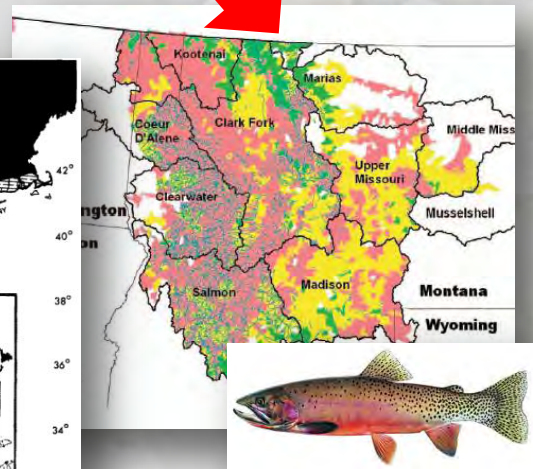 Kootenai
Marias
Coeur
D'Alene
Clark Fork
Middle Miss
Upper
Missouri
42°
Clearwater
ngton
Musselshell
on
40°
Salmon
Madison
Montana
38°
Wyoming
36°
34°